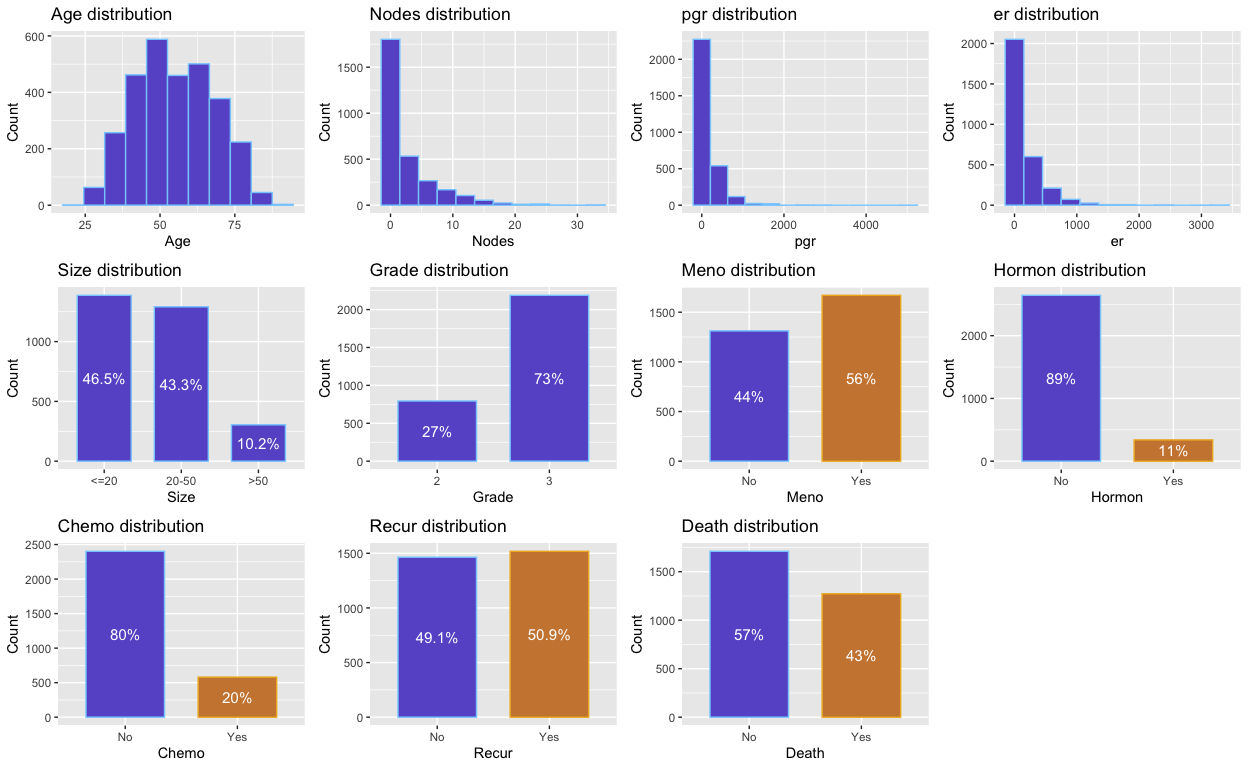 Age distribution
Count
600
400
200
0
25
50
75
Age
Nodes distribution
Count
1500
1000
500
0
0
10
20
30
Nodes
pgr distribution
Count
2000
1500
1000
500
0
0
2000
4000
pgr
er distribution
Count
2000
1500
1000
500
0
0
1000
2000
3000
er
Size distribution
Count
1000
500
0
46.5%
43.3%
10.2%
<=20
20-50
>50
Size
Grade distribution
Count
2000
1500
1000
500
0
27%
73%
2
3
Grade
Meno distribution
Count
1500
1000
500
0
44%
56%
No
Yes
Meno
Hormon distribution
Count
2000
1000
0
89%
11%
No
Yes
Hormon
Chemo distribution
Count
2500
2000
1500
1000
500
0
80%
20%
No
Yes
Chemo
Recur distribution
Count
1500
1000
500
0
49.1%
50.9%
No
Yes
Recur
Death distribution
Count
1500
1000
500
0
57%
43%
No
Yes
Death